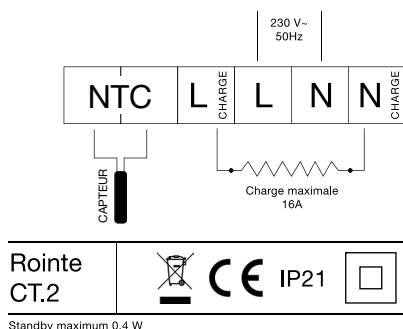 230 V~
50Hz
NTC L CHARGE L N N CHARGE
CAPTEUR
Charge maximale
16A
Rointe
CT.2
CE IP21
Standby maximum 0.4 W